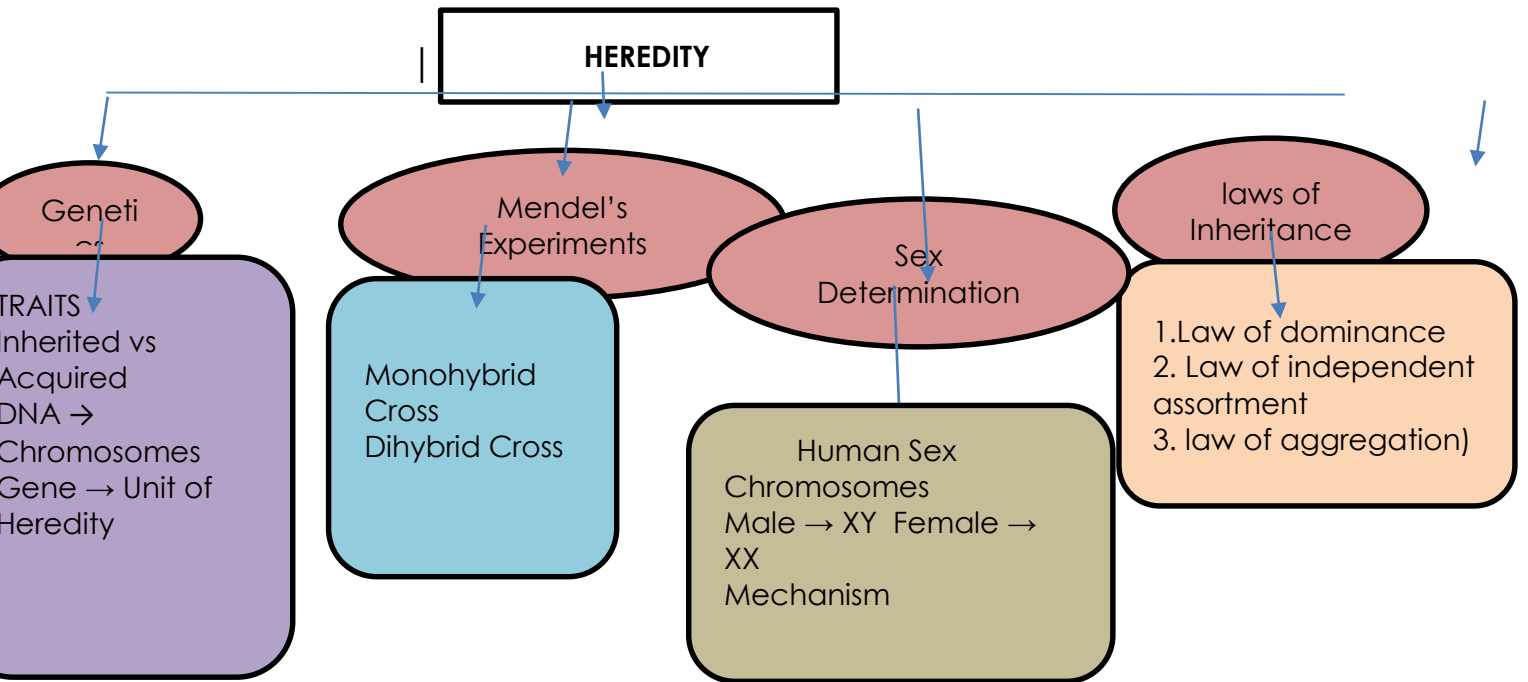 HEREDITY
Geneti
cs
TRAITS
Inherited vs
Acquired
DNA →
Chromosomes
Gene → Unit of
Heredity
Mendel’s
Experiments
Monohybrid
Cross
Dihybrid Cross
Sex
Determination
Human Sex
Chromosomes
Male → XY  Female →
XX
Mechanism
laws of
Inheritance
1.Law of dominance
2. Law of independent
assortment
3. law of aggregation)